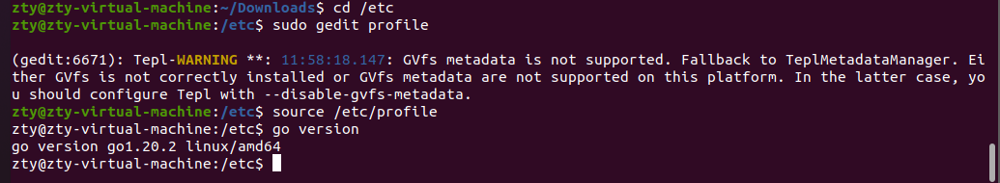 zty@zty-virtual-machine:~/Downloads$ cd /etc
zty@zty-virtual-machine:/etc$ sudo gedit profile
(gedit:6671): Tepl-WARNING **: 11:58:18.147: GVfs metadata is not supported. Fallback to TeplMetadataManager. Ei
ther GVfs is not correctly installed or GVfs metadata are not supported on this platform. In the latter case, yo
u should configure Tepl with --disable-gvfs-metadata.
zty@zty-virtual-machine:/etc$ source /etc/profile
zty@zty-virtual-machine:/etc$ go version
go version go1.20.2 linux/amd64
zty@zty-virtual-machine:/etc$